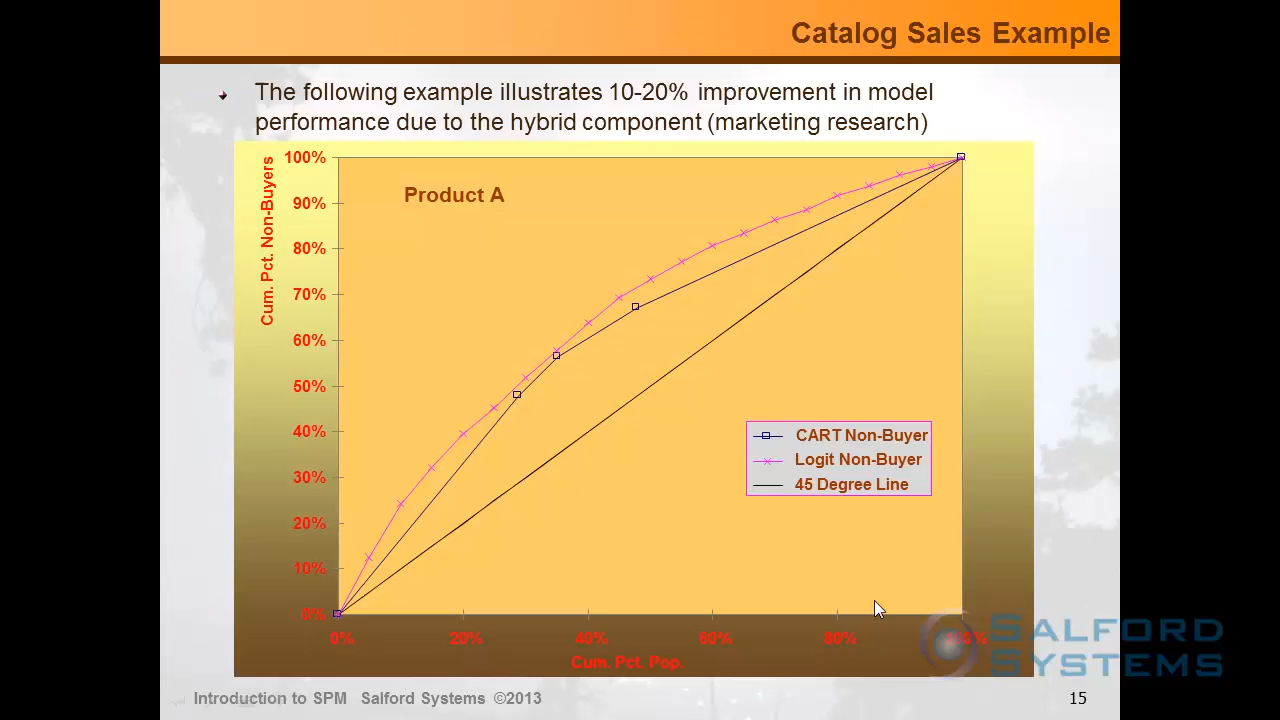 Catalog Sales Example
The following example illustrates 10-20% improvement in model
performance due to the hybrid component (marketing research)
Cum. Pct. Non-Buyers
100%
90%
80%
70%
60%
50%
40%
30%
20%
10%
0%
Product A
CART Non-Buyer
Logit Non-Buyer
45 Degree Line
0% 20% 40% 60% 80% 100%
Cum. Pct. Pop.
SALFORD
SYSTEMS
Introduction to SPM Salford Systems ©2013
15